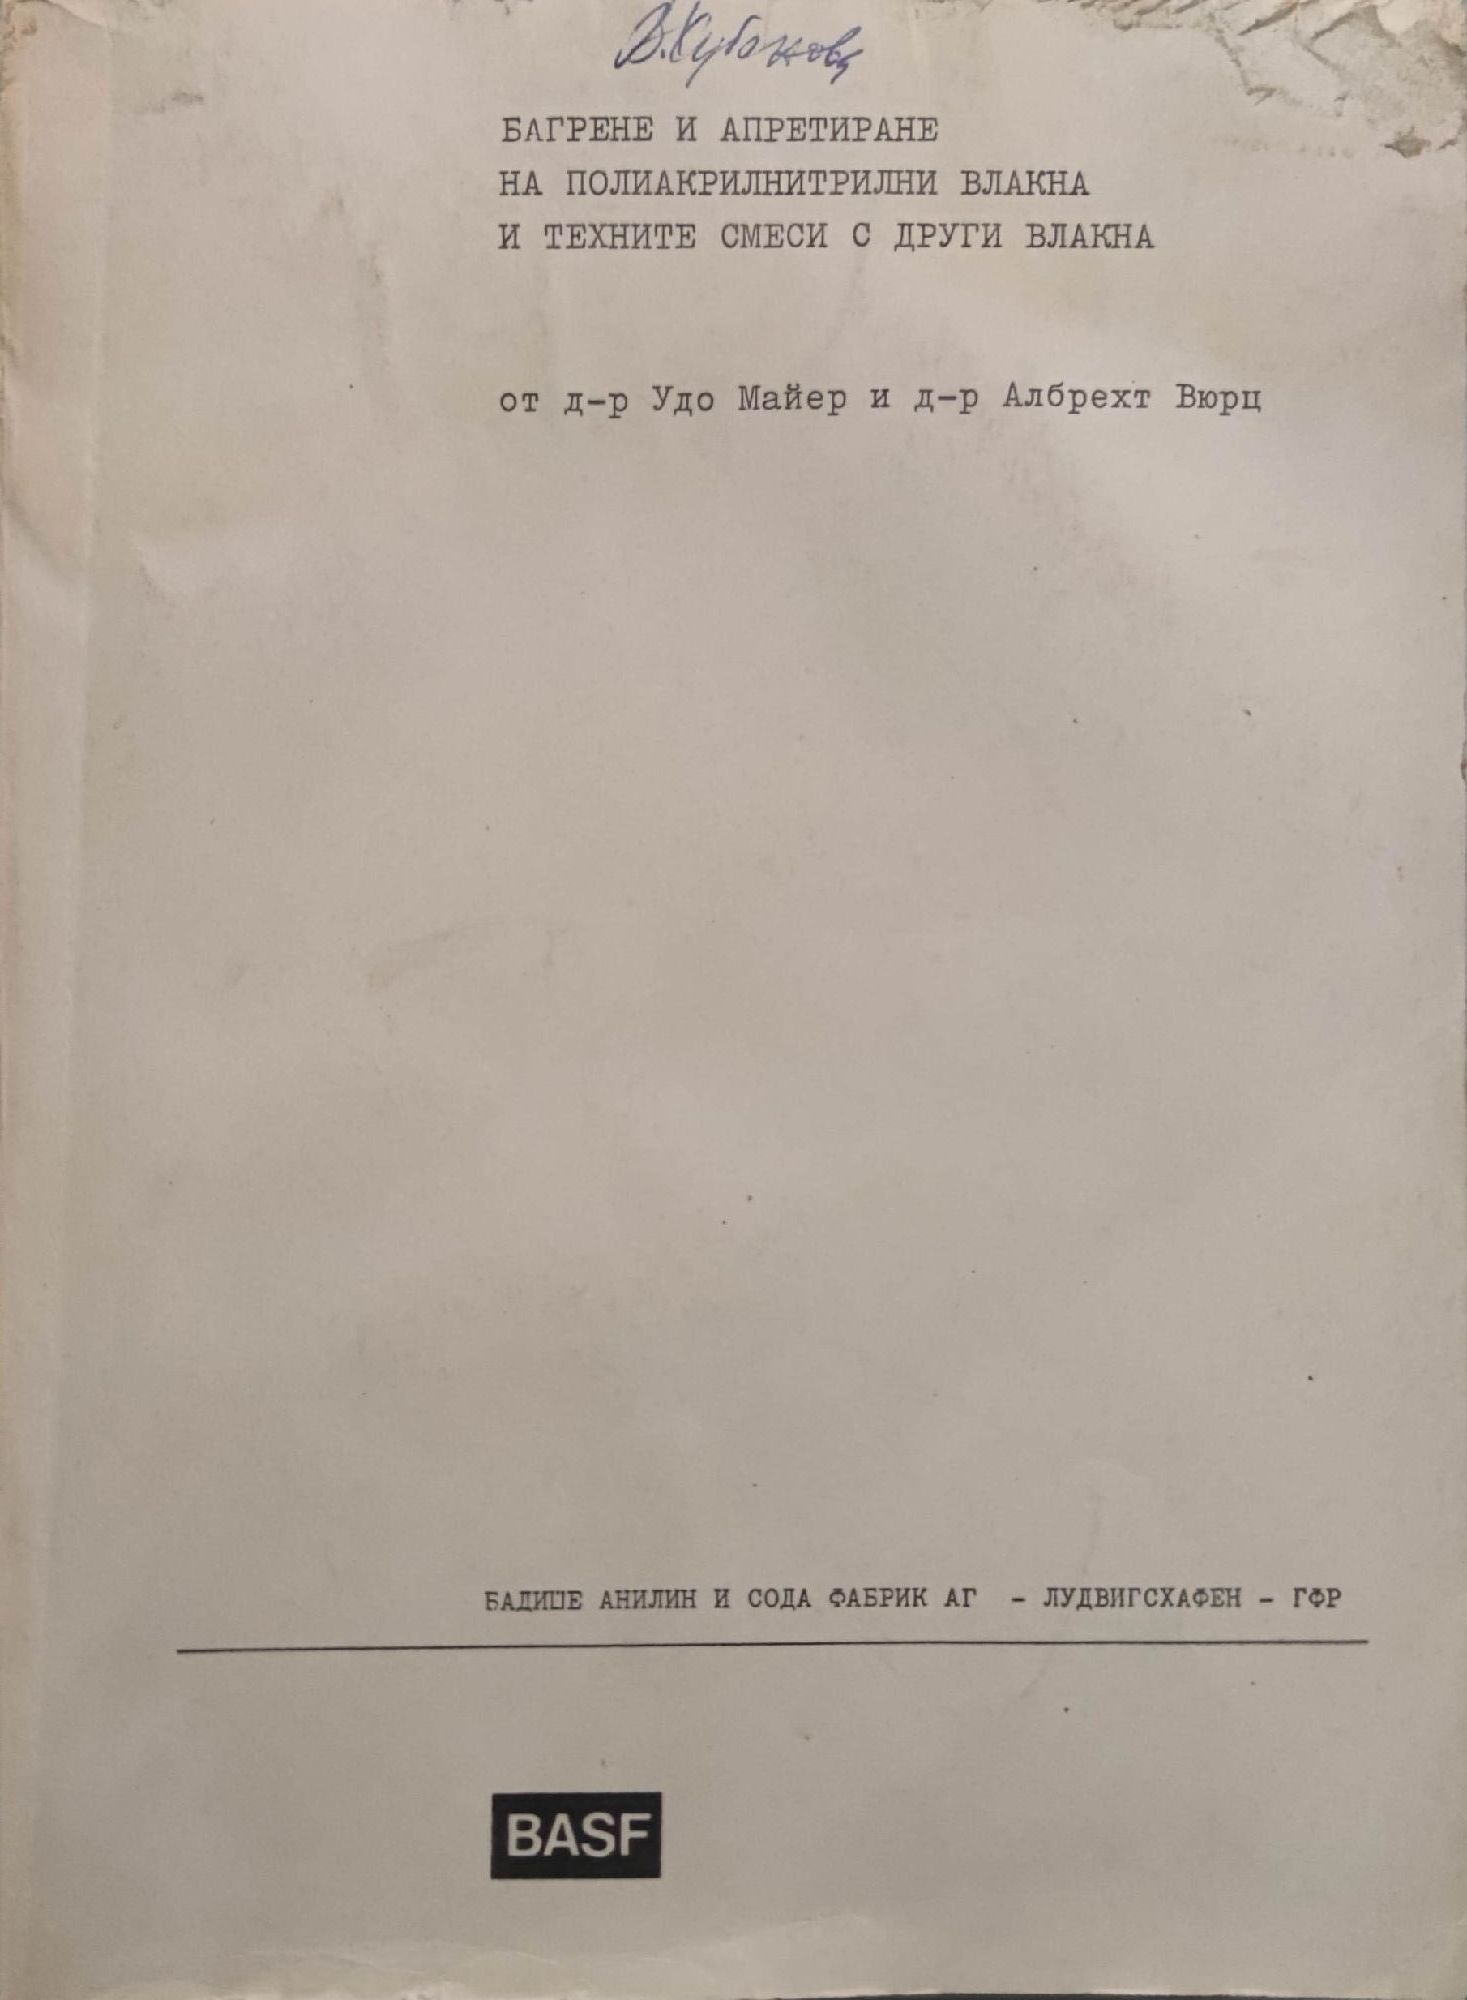 БАГРЕНЕ И АПРЕТИРАНЕ
НА ПОЛИАКРИЛНИТРИЛНИ ВЛАКНА
И ТЕХНИТЕ СМЕСИ С ДРУГИ ВЛАКНА
от д-р Удо Майер и д-р Албрехт Вюрц
БАДИШЕ АНИЛИН И СОДА ФАБРИК АГ - ЛУДВИГСХАФЕН - ГФР
BASF